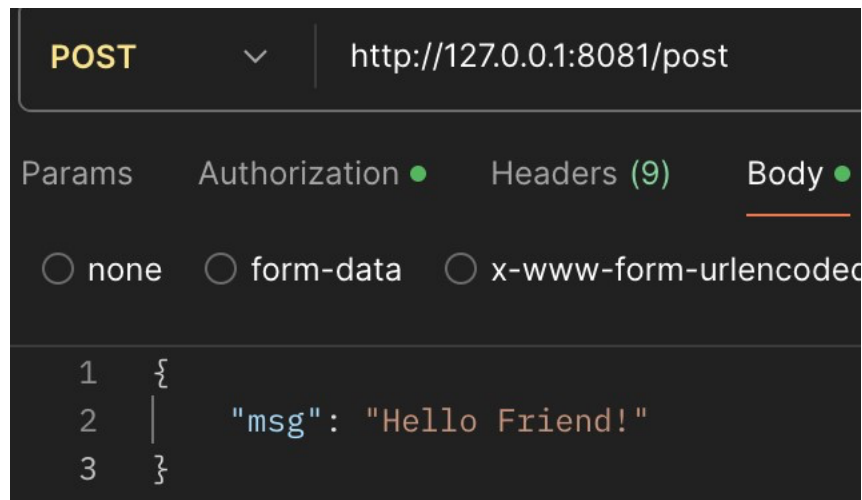 POST http://127.0.0.1:8081/post
Params Authorization Headers (9) Body
none form-data x-www-form-urlencoded
1 {
2 "msg": "Hello Friend!"
3 }